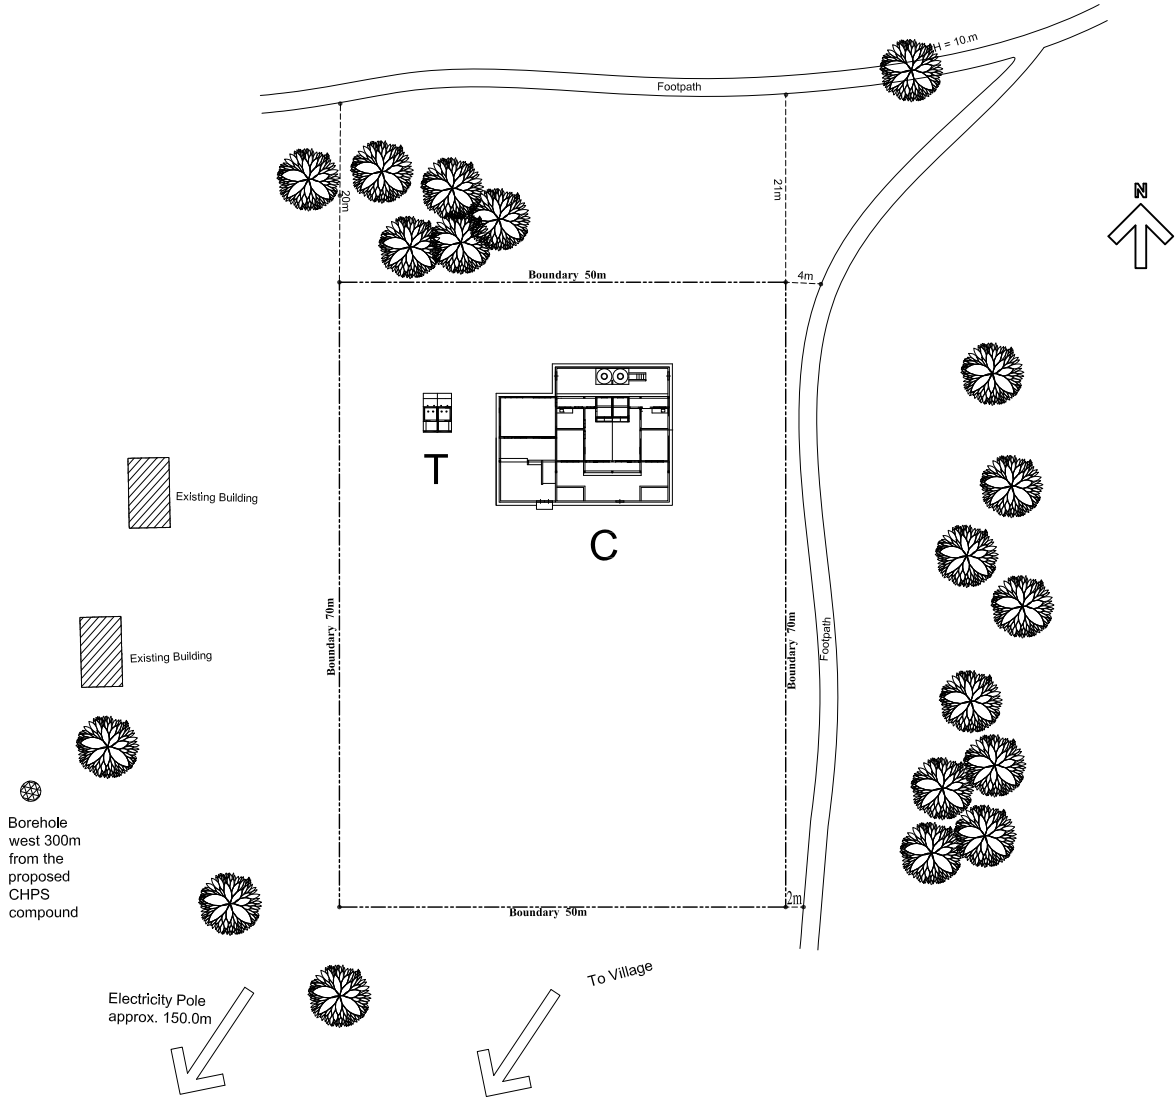 H = 10.m
Footpath
N
20m
21m
Boundary 50m
4m
T
C
Existing Building
Boundary 70m
Boundary 70m
Footpath
Existing Building
Borehole
west 300m
from the
proposed
CHPS
compound
2m
Boundary 50m
To Village
Electricity Pole
approx. 150.0m